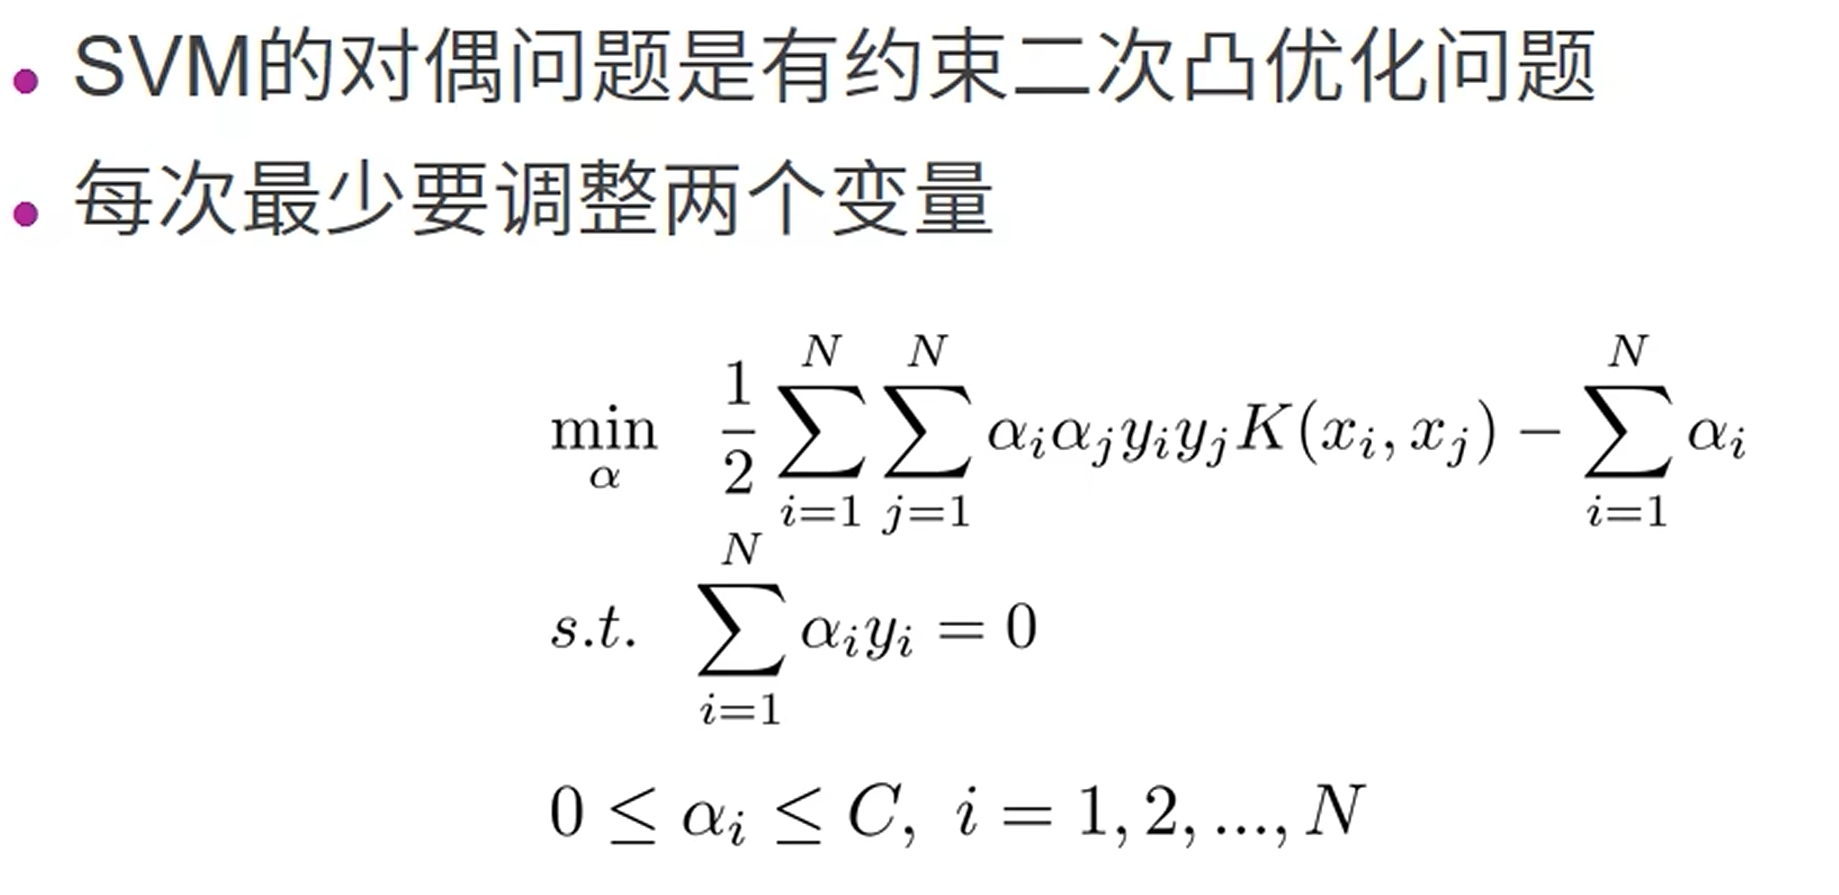 • SVM的对偶问题是有约束二次凸优化问题
• 每次最少要调整两个变量
$\min_{\alpha} \ \frac{1}{2} \sum_{i=1}^{N} \sum_{j=1}^{N} \alpha_i \alpha_j y_i y_j K(x_i, x_j) - \sum_{i=1}^{N} \alpha_i$
$s.t. \ \sum_{i=1}^{N} \alpha_i y_i = 0$
$0 \leq \alpha_i \leq C, \ i = 1, 2, ..., N$